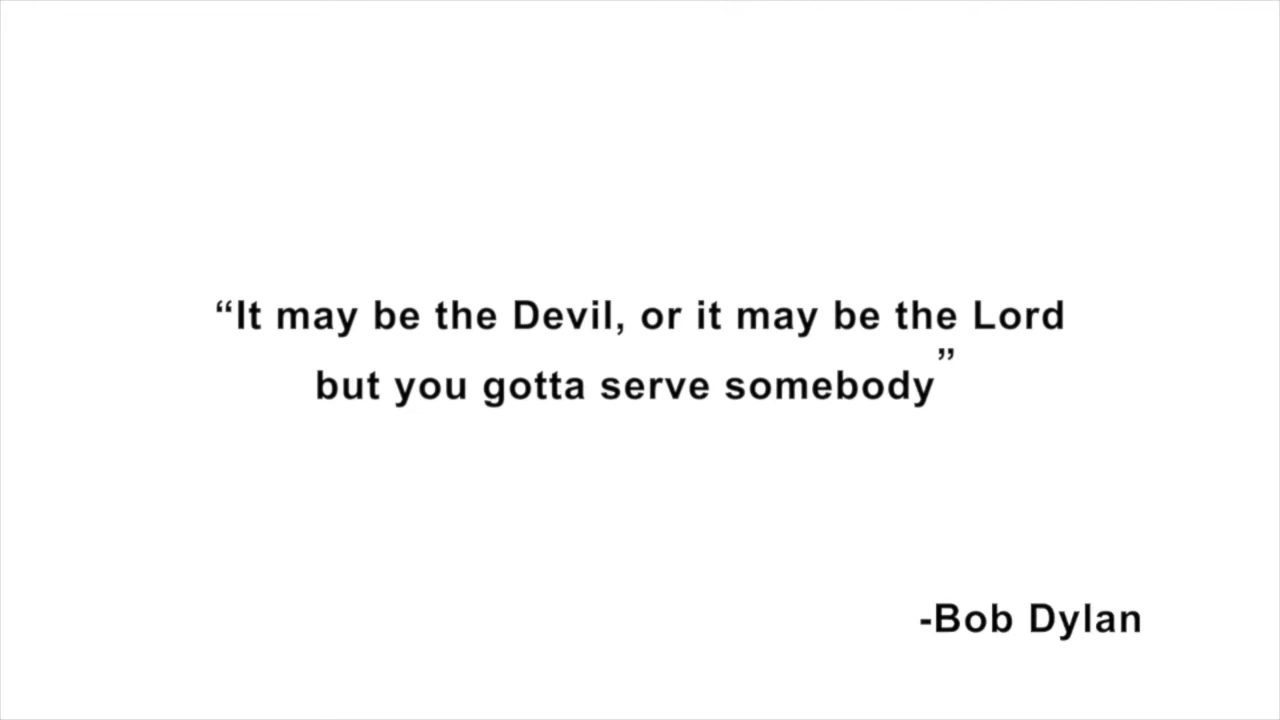 “It may be the Devil, or it may be the Lord
but you gotta serve somebody”
-Bob Dylan